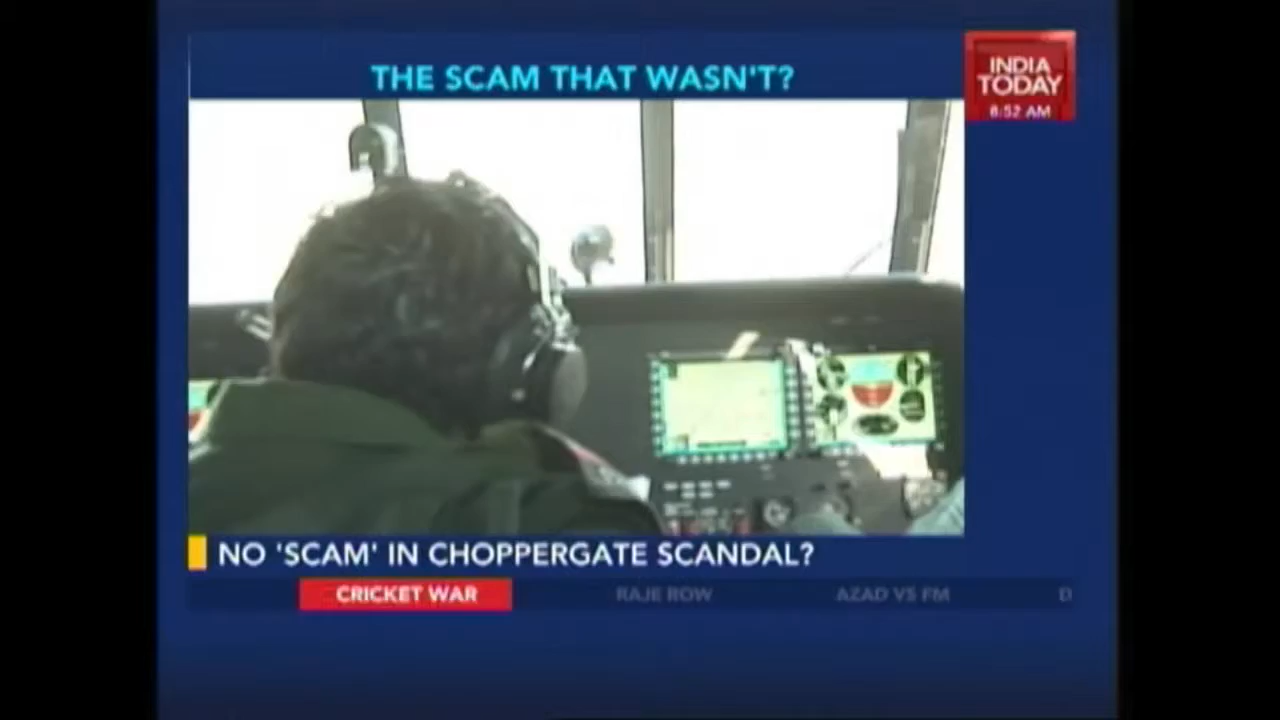 THE SCAM THAT WASN'T?
INDIA
TODAY
8:52 AM
NO 'SCAM' IN CHOPPERGATE SCANDAL?
CRICKET WAR
RAJE ROW
AZAD VS FM
D